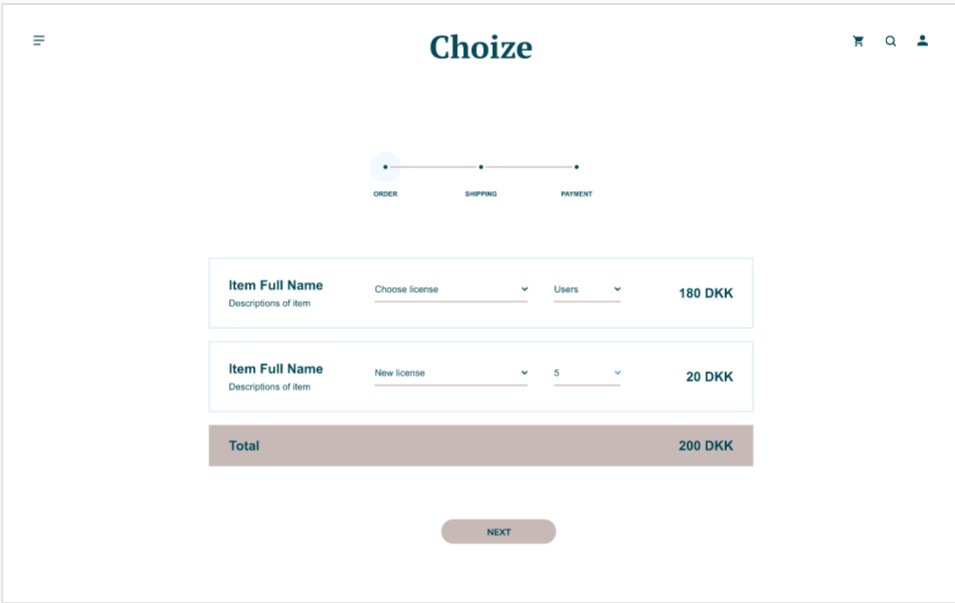 Choize
ORDER SHIPPING PAYMENT
Item Full Name
Descriptions of item
Choose license
Users
180 DKK
Item Full Name
Descriptions of item
New license
5
20 DKK
Total 200 DKK
NEXT